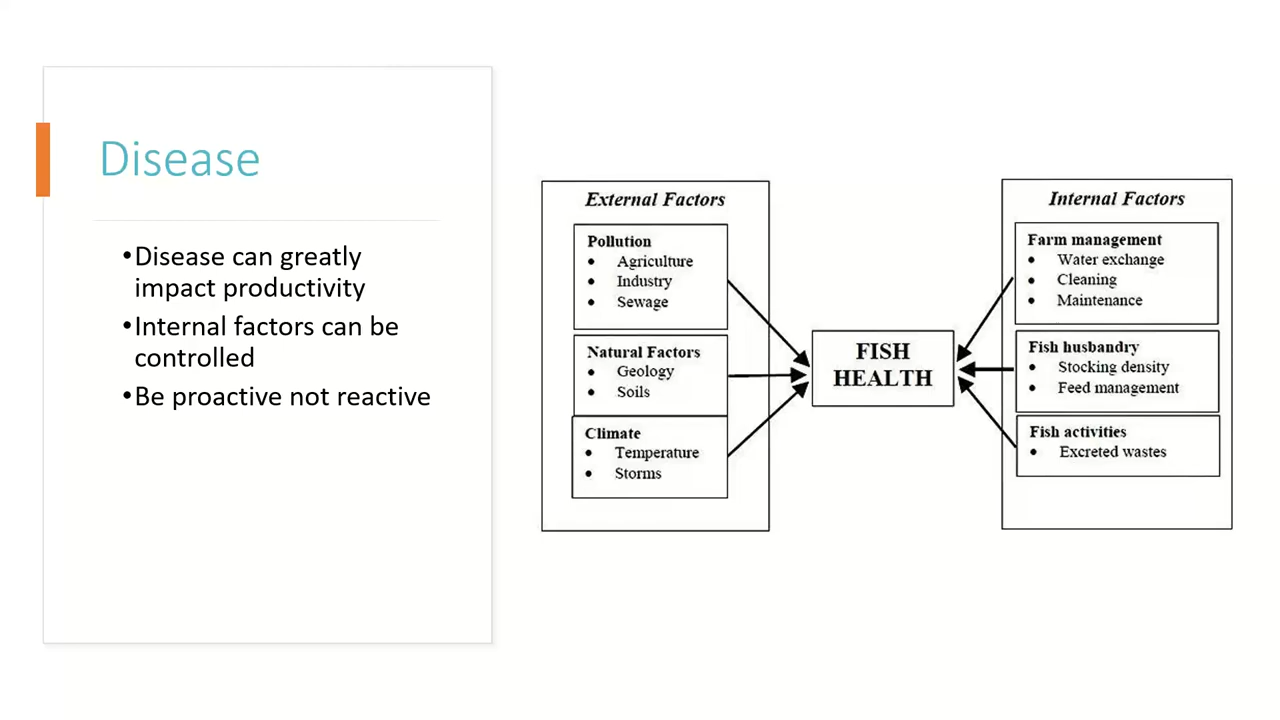 Disease
•Disease can greatly
impact productivity
•Internal factors can be
controlled
•Be proactive not reactive
External Factors
Pollution
• Agriculture
• Industry
• Sewage
Natural Factors
• Geology
• Soils
Climate
• Temperature
• Storms
FISH
HEALTH
Internal Factors
Farm management
• Water exchange
• Cleaning
• Maintenance
Fish husbandry
• Stocking density
• Feed management
Fish activities
• Excreted wastes